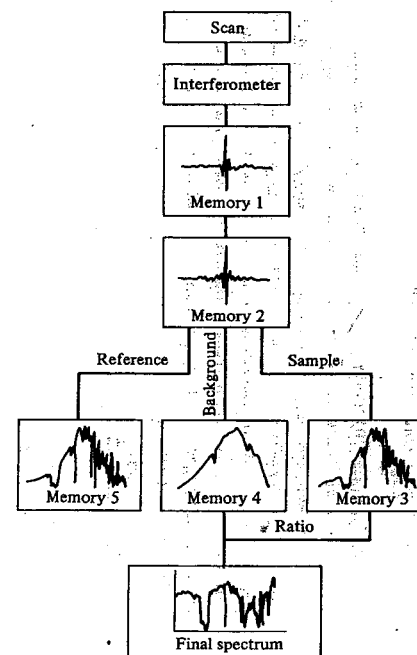 Scan
Interferometer
Memory 1
Memory 2
Reference
Background
Sample
Memory 5
Memory 4
Memory 3
Ratio
Final spectrum